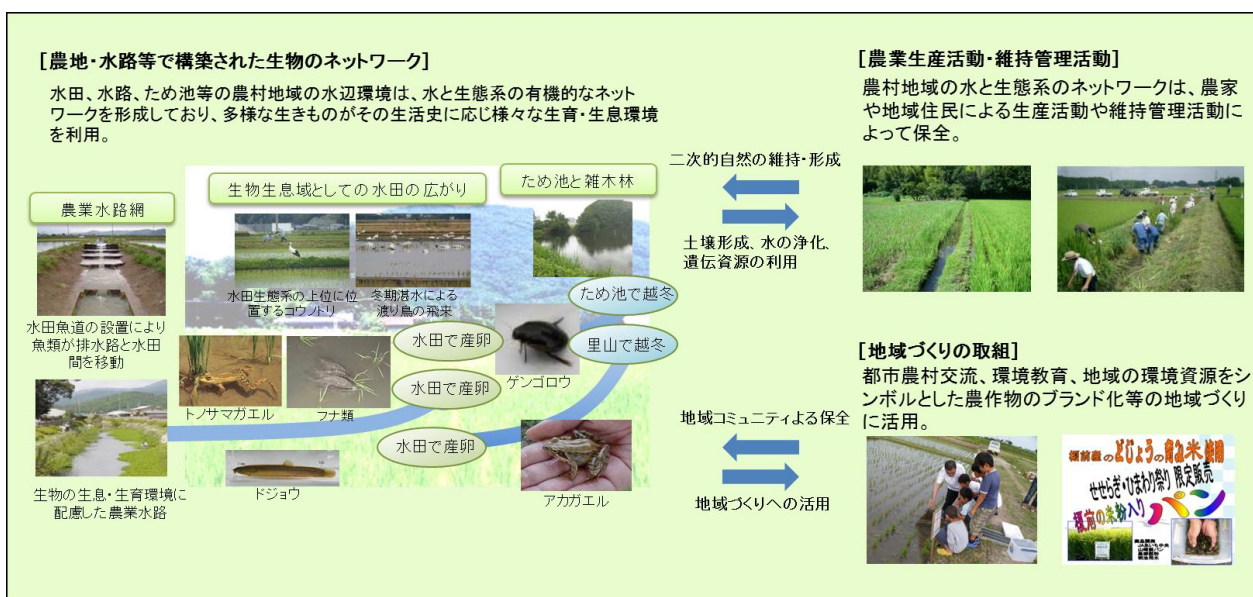 [農地・水路等で構築された生物のネットワーク]
水田、水路、ため池等の農村地域の水辺環境は、水と生態系の有機的なネット
ワークを形成しており、多様な生きものがその生活史に応じ様々な生育・生息環境
を利用。
農業水路網
生物生息域としての水田の広がり
ため池と雑木林
水田生態系の上位に位
置するコウノトリ
冬期湛水による
渡り鳥の飛来
水田魚道の設置により
魚類が排水路と水田
間を移動
ため池で越冬
水田で産卵
里山で越冬
水田で産卵
ゲンゴロウ
トノサマガエル
フナ類
水田で産卵
ドジョウ
アカガエル
生物の生息・生育環境に
配慮した農業水路
二次的自然の維持・形成
土壌形成、水の浄化、
遺伝資源の利用
地域コミュニティよる保全
地域づくりへの活用
[農業生産活動・維持管理活動]
農村地域の水と生態系のネットワークは、農家
や地域住民による生産活動や維持管理活動に
よって保全。
[地域づくりの取組]
都市農村交流、環境教育、地域の環境資源をシ
ンボルとした農作物のブランド化等の地域づくり
に活用。
どじょうの育む米使用
せせらぎ・ひまわり祭り 限定販売
米粉入り
パン